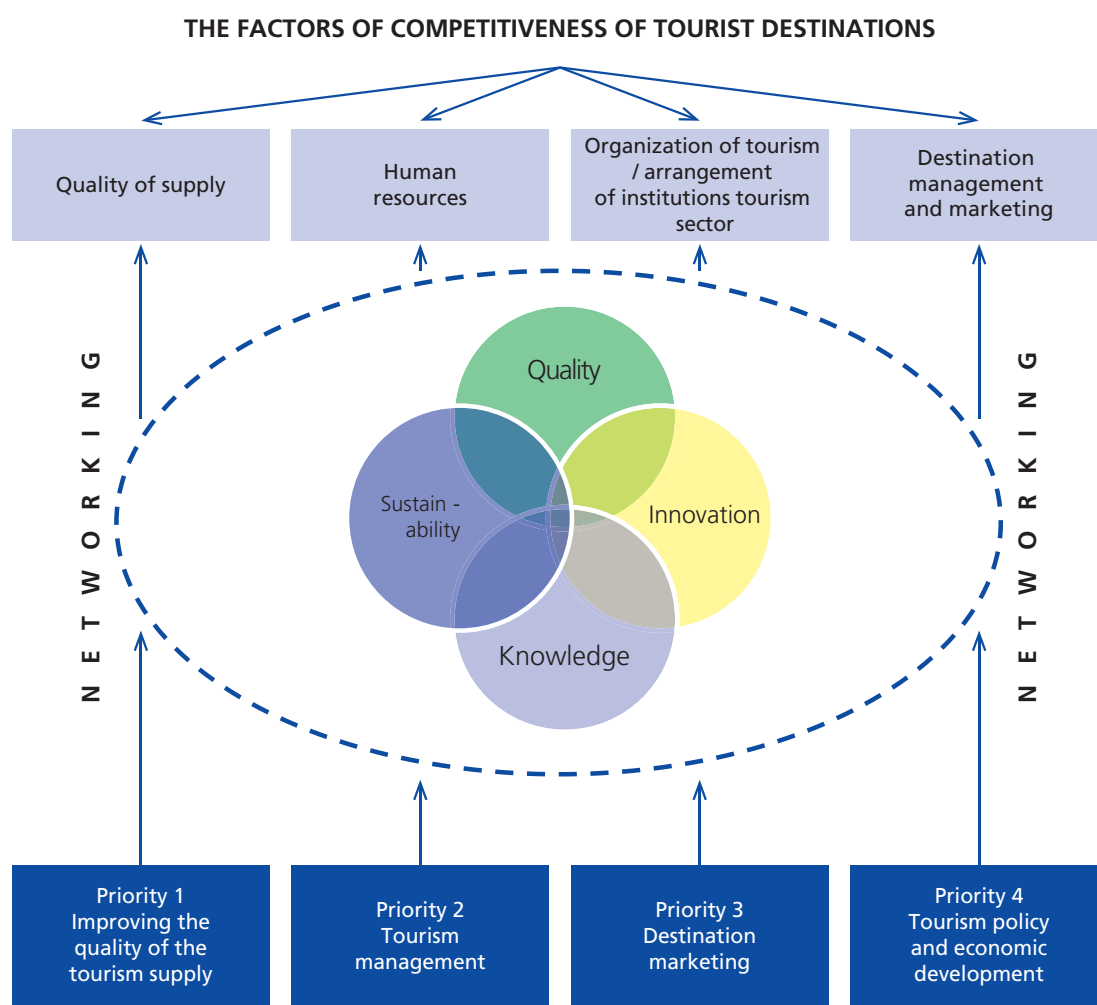 THE FACTORS OF COMPETITIVENESS OF TOURIST DESTINATIONS
Quality of supply
Human
resources
Organization of tourism
/ arrangement
of institutions tourism
sector
Destination
management
and marketing
NETWORKING
Quality
Sustain -
ability
Innovation
Knowledge
NETWORKING
Priority 1
Improving the
quality of the
tourism supply
Priority 2
Tourism
management
Priority 3
Destination
marketing
Priority 4
Tourism policy
and economic
development